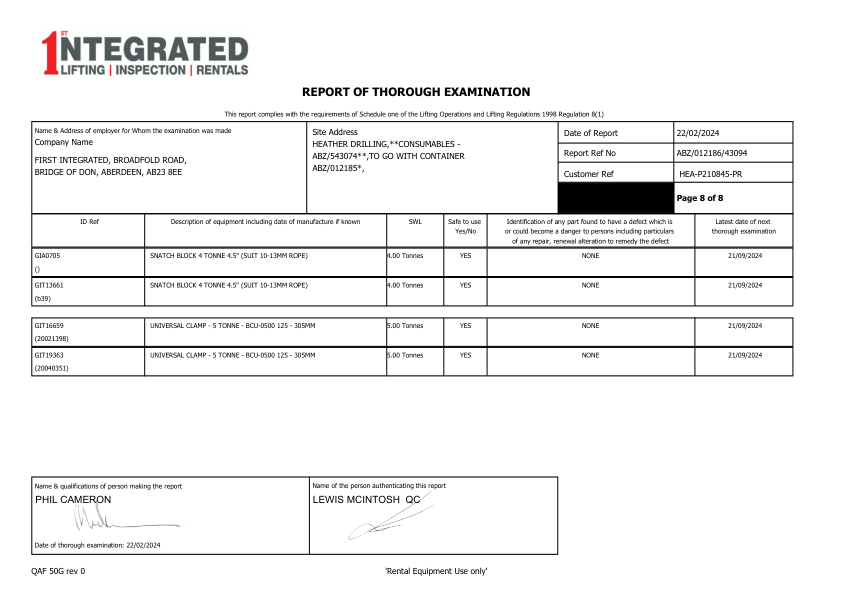 1ST INTEGRATED
LIFTING | INSPECTION | RENTALS
REPORT OF THOROUGH EXAMINATION
This report complies with the requirements of Schedule one of the Lifting Operations and Lifting Regulations 1998 Regulation 8(1)
Name & Address of employer for Whom the examination was made
Company Name
FIRST INTEGRATED, BROADFOLD ROAD,
BRIDGE OF DON, ABERDEEN, AB23 8EE
Site Address
HEATHER DRILLING,**CONSUMABLES -
ABZ/543074**,TO GO WITH CONTAINER
ABZ/012185*,
Date of Report 22/02/2024
Report Ref No ABZ/012186/43094
Customer Ref HEA-P210845-PR
Page 8 of 8
ID Ref
Description of equipment including date of manufacture if known
SWL
Safe to use
Yes/No
Identification of any part found to have a defect which is
or could become a danger to persons including particulars
of any repair, renewal alteration to remedy the defect
Latest date of next
thorough examination
GIA0705 SNATCH BLOCK 4 TONNE 4.5" (SUIT 10-13MM ROPE) 4.00 Tonnes YES NONE 21/09/2024
()
GIT13661 SNATCH BLOCK 4 TONNE 4.5" (SUIT 10-13MM ROPE) 4.00 Tonnes YES NONE 21/09/2024
(b39)
GIT16659 UNIVERSAL CLAMP - 5 TONNE - BCU-0500 125 - 305MM 5.00 Tonnes YES NONE 21/09/2024
(20021398)
GIT19363 UNIVERSAL CLAMP - 5 TONNE - BCU-0500 125 - 305MM 5.00 Tonnes YES NONE 21/09/2024
(20040351)
Name & qualifications of person making the report
PHIL CAMERON
Date of thorough examination: 22/02/2024
Name of the person authenticating this report
LEWIS MCINTOSH QC
QAF 50G rev 0
'Rental Equipment Use only'